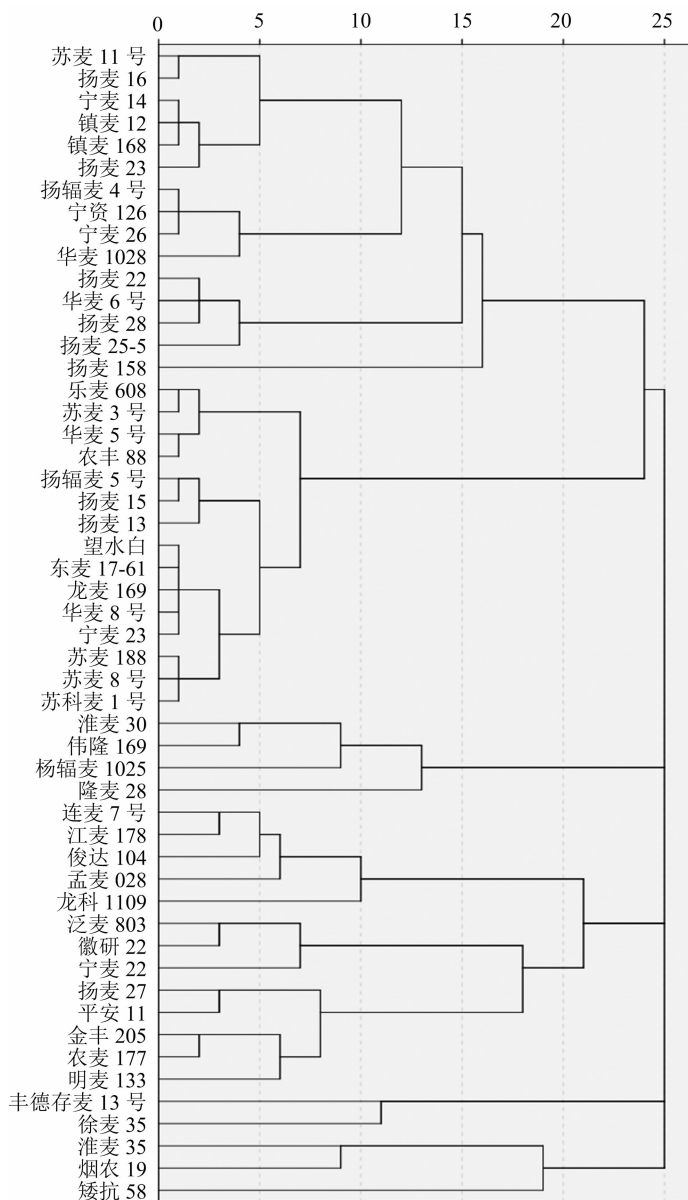 0 5 10 15 20 25
苏麦 11 号
扬麦 16
宁麦 14
镇麦 12
镇麦 168
扬麦 23
扬辐麦 4 号
宁资 126
宁麦 26
华麦 1028
扬麦 22
华麦 6 号
扬麦 28
扬麦 25-5
扬麦 158
乐麦 608
苏麦 3 号
华麦 5 号
农丰 88
扬辐麦 5 号
扬麦 15
扬麦 13
望水白
东麦 17-61
龙麦 169
华麦 8 号
宁麦 23
苏麦 188
苏麦 8 号
苏科麦 1 号
淮麦 30
伟隆 169
杨辐麦 1025
隆麦 28
连麦 7 号
江麦 178
俊达 104
孟麦 028
龙科 1109
泛麦 803
徽研 22
宁麦 22
扬麦 27
平安 11
金丰 205
农麦 177
明麦 133
丰德存麦 13 号
徐麦 35
淮麦 35
烟农 19
矮抗 58